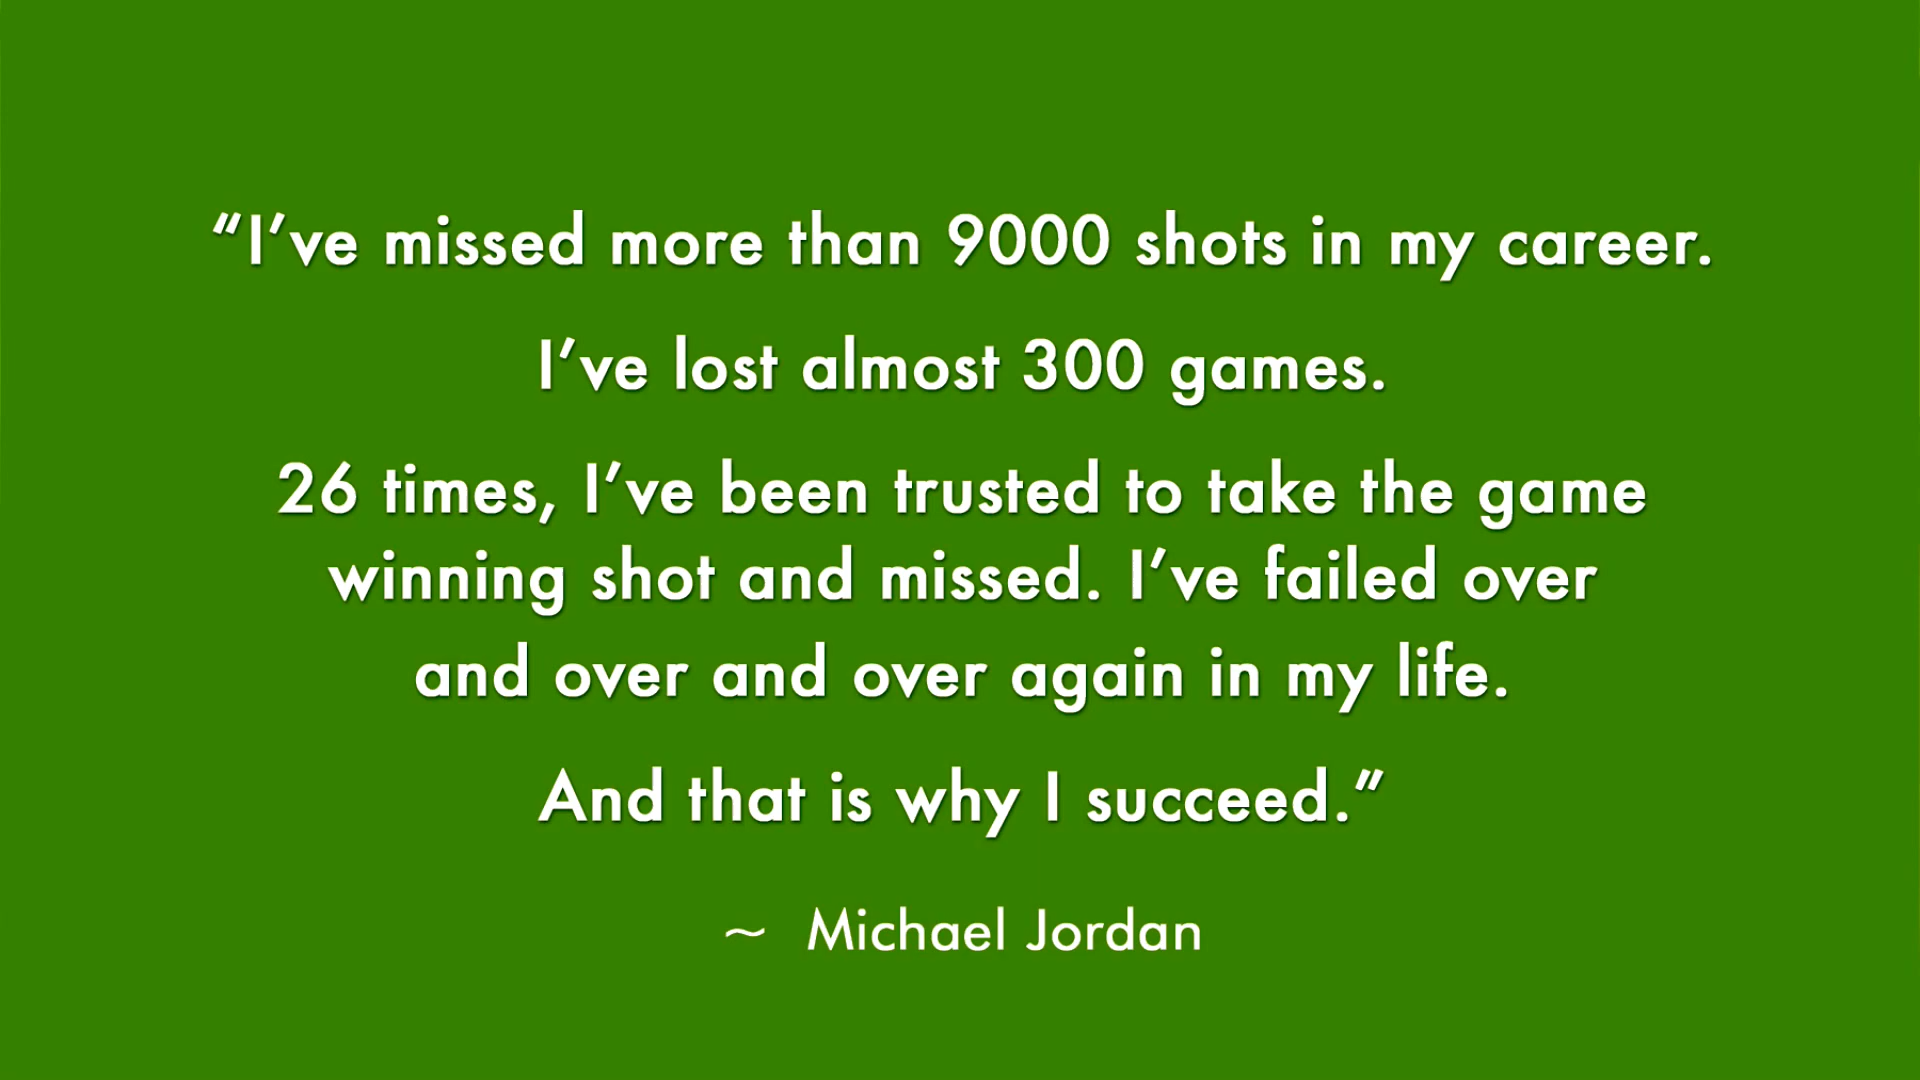 “I’ve missed more than 9000 shots in my career.
I’ve lost almost 300 games.
26 times, I’ve been trusted to take the game
winning shot and missed. I’ve failed over
and over and over again in my life.
And that is why I succeed.”
~ Michael Jordan